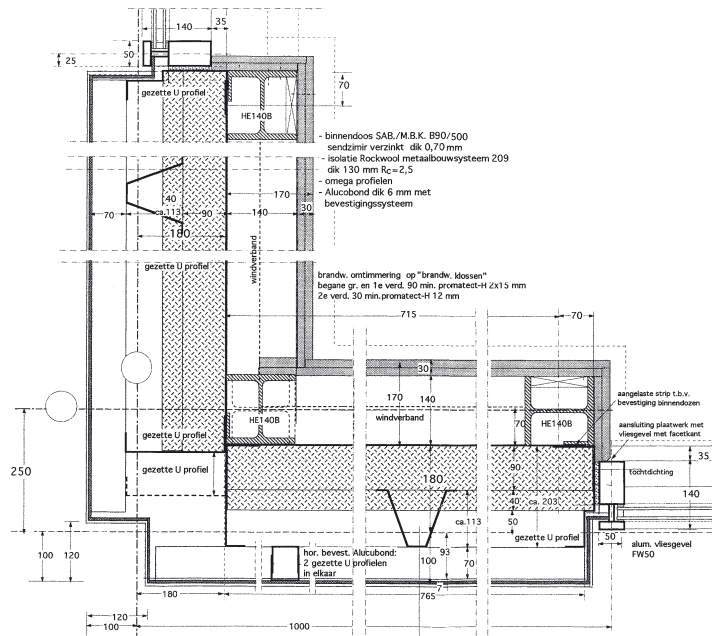 140
35
50
25
gezette U profiel
70
HE140B
- binnendoos SAB./M.B.K. B90/500
sendzimir verzinkt dik 0,70 mm
- isolatie Rockwool metaalbouwsysteem 209
dik 130 mm Rc=2,5
- omega profielen
- Alucobond dik 6 mm met
bevestigingssysteem
170
40
70
ca.113
90
140
30
180
gezette U profiel
windverband
brandw. omtimmering op "brandw. klossen"
begane gr. en 1e verd. 90 min. promatect-H 2x15 mm
2e verd. 30 min.promatect-H 12 mm
715
70
30
170
140
aangelaste strip t.b.v.
bevestiging binnendozen
windverband
HE140B
70
HE140B
aansluiting plaatwerk met
vliesgevel met facetkant
gezette U profiel
gezette U profiel
35
250
180
90
tochtdichting
40
ca. 203
140
ca.113
50
gezette U profiel
100
120
hor. bevest. Alucobond:
2 gezette U profielen
in elkaar
93
100
70
50
alum. vliesgevel
FW50
7
180
765
120
100
1000